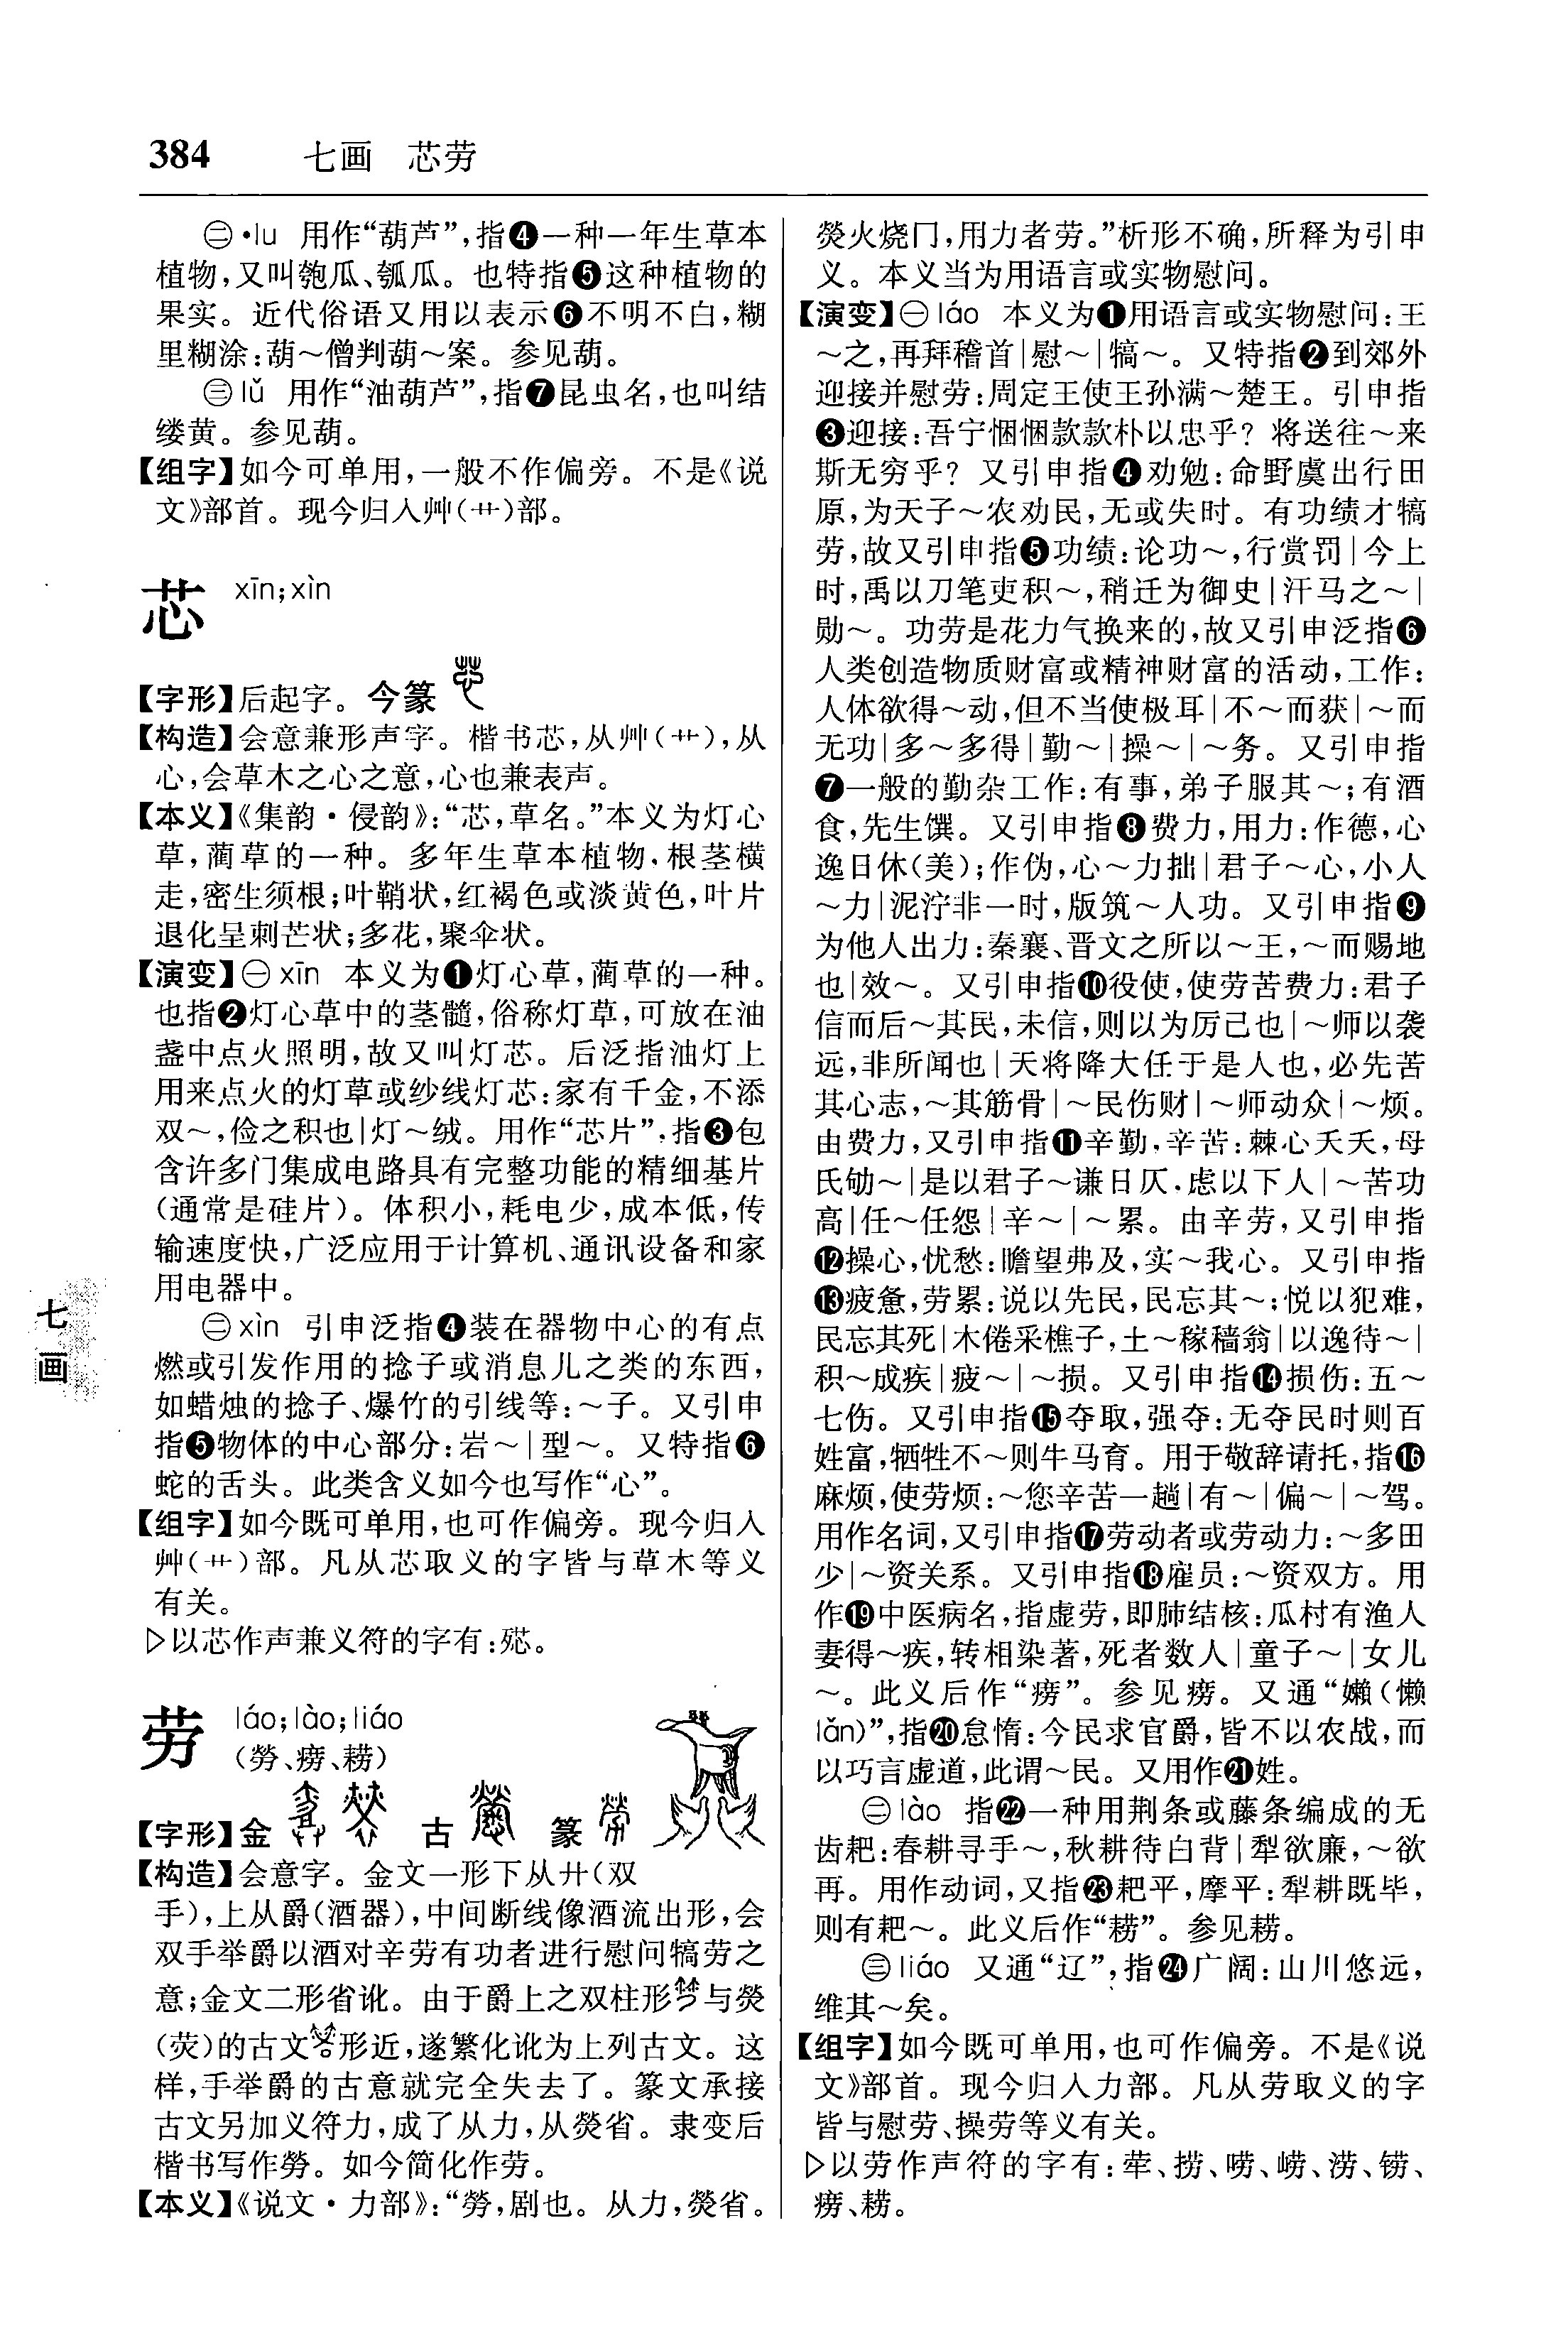 384 七画 芯劳
㊁·lu 用作“葫芦”,指❹一种一年生草本
植物,又叫匏瓜、瓠瓜。也特指❺这种植物的
果实。近代俗语又用以表示❻不明不白,糊
里糊涂:葫～僧判葫～案。参见葫。
㊂lǔ 用作“油葫芦”,指❼昆虫名,也叫结
缕黄。参见葫。
【组字】如今可单用,一般不作偏旁。不是《说
文》部首。现今归入艸(艹)部。
芯 xīn;xìn
【字形】后起字。今篆
【构造】会意兼形声字。楷书芯,从艸(艹),从
心,会草木之心之意,心也兼表声。
【本义】《集韵·侵韵》:“芯,草名。”本义为灯心
草,蔺草的一种。多年生草本植物,根茎横
走,密生须根;叶鞘状,红褐色或淡黄色,叶片
退化呈刺芒状;多花,聚伞状。
【演变】㊀xīn 本义为❶灯心草,蔺草的一种。
也指❷灯心草中的茎髓,俗称灯草,可放在油
盏中点火照明,故又叫灯芯。后泛指油灯上
用来点火的灯草或纱线灯芯:家有千金,不添
双～,俭之积也|灯～绒。用作“芯片”,指❸包
含许多门集成电路具有完整功能的精细基片
(通常是硅片)。体积小,耗电少,成本低,传
输速度快,广泛应用于计算机、通讯设备和家
用电器中。
㊁xìn 引申泛指❹装在器物中心的有点
燃或引发作用的捻子或消息儿之类的东西,
如蜡烛的捻子、爆竹的引线等:～子。又引申
指❺物体的中心部分:岩～|型～。又特指❻
蛇的舌头。此类含义如今也写作“心”。
【组字】如今既可单用,也可作偏旁。现今归入
艸(艹)部。凡从芯取义的字皆与草木等义
有关。
▷以芯作声兼义符的字有:
劳 láo;lào;liáo
(勞、痨、耢)
【字形】金 古 篆
【构造】会意字。金文一形下从廾(双
手),上从爵(酒器),中间断线像酒流出形,会
双手举爵以酒对辛劳有功者进行慰问犒劳之
意;金文二形省讹。由于爵上之双柱形与熒
(荧)的古文形近,遂繁化讹为上列古文。这
样,手举爵的古意就完全失去了。篆文承接
古文另加义符力,成了从力,从熒省。隶变后
楷书写作勞。如今简化作劳。
【本义】《说文·力部》:“勞,剧也。从力,熒省。
熒火烧冂,用力者劳。”析形不确,所释为引申
义。本义当为用语言或实物慰问。
【演变】㊀láo 本义为❶用语言或实物慰问:王
～之,再拜稽首|慰～|犒～。又特指❷到郊外
迎接并慰劳:周定王使王孙满～楚王。引申指
❸迎接:吾宁悃悃款款朴以忠乎?将送往～来
斯无穷乎?又引申指❹劝勉:命野虞出行田
原,为天子～农劝民,无或失时。有功绩才犒
劳,故又引申指❺功绩:论功～,行赏罚|今上
时,禹以刀笔吏积～,稍迁为御史|汗马之～|
勋～。功劳是花力气换来的,故又引申泛指❻
人类创造物质财富或精神财富的活动,工作:
人体欲得～动,但不当使极耳|不～而获|～而
无功|多～多得|勤～|操～|～务。又引申指
❼一般的勤杂工作:有事,弟子服其～;有酒
食,先生馔。又引申指❽费力,用力:作德,心
逸日休(美);作伪,心～力拙|君子～心,小人
～力|泥泞非一时,版筑～人功。又引申指❾
为他人出力:秦襄、晋文之所以～王,～而赐地
也|效～。又引申指❿役使,使劳苦费力:君子
信而后～其民,未信,则以为厉己也|～师以袭
远,非所闻也|天将降大任于是人也,必先苦
其心志,～其筋骨|～民伤财|～师动众|～烦。
由费力,又引申指⓫辛勤,辛苦:棘心夭夭,母
氏劬～|是以君子～谦日仄,虑以下人|～苦功
高|任～任怨|辛～|～累。由辛劳,又引申指
⓬操心,忧愁:瞻望弗及,实～我心。又引申指
⓭疲惫,劳累:说以先民,民忘其～;悦以犯难,
民忘其死|木倦采樵子,土～稼穑翁|以逸待～|
积～成疾|疲～|～损。又引申指⓮损伤:五～
七伤。又引申指⓯夺取,强夺:无夺民时则百
姓富,牺牲不～则牛马育。用于敬辞请托,指⓰
麻烦,使劳烦:～您辛苦一趟|有～|偏～|～驾。
用作名词,又引申指⓱劳动者或劳动力:～多田
少|～资关系。又引申指⓲雇员:～资双方。用
作⓳中医病名,指虚劳,即肺结核:瓜村有渔人
妻得～疾,转相染著,死者数人|童子～|女儿
～。此义后作“痨”。参见痨。又通“嬾(懒
lǎn)”,指⓴怠惰:今民求官爵,皆不以农战,而
以巧言虚道,此谓～民。又用作㉑姓。
㊁lào 指㉒一种用荆条或藤条编成的无
齿耙:春耕寻手～,秋耕待白背|犁欲廉,～欲
再。用作动词,又指㉓耙平,摩平:犁耕既毕,
则有耙～。此义后作“耢”。参见耢。
㊂liáo 又通“辽”,指㉔广阔:山川悠远,
维其～矣。
【组字】如今既可单用,也可作偏旁。不是《说
文》部首。现今归入力部。凡从劳取义的字
皆与慰劳、操劳等义有关。
▷以劳作声符的字有:荦、捞、唠、崂、涝、铹、
痨、耢。
七
画